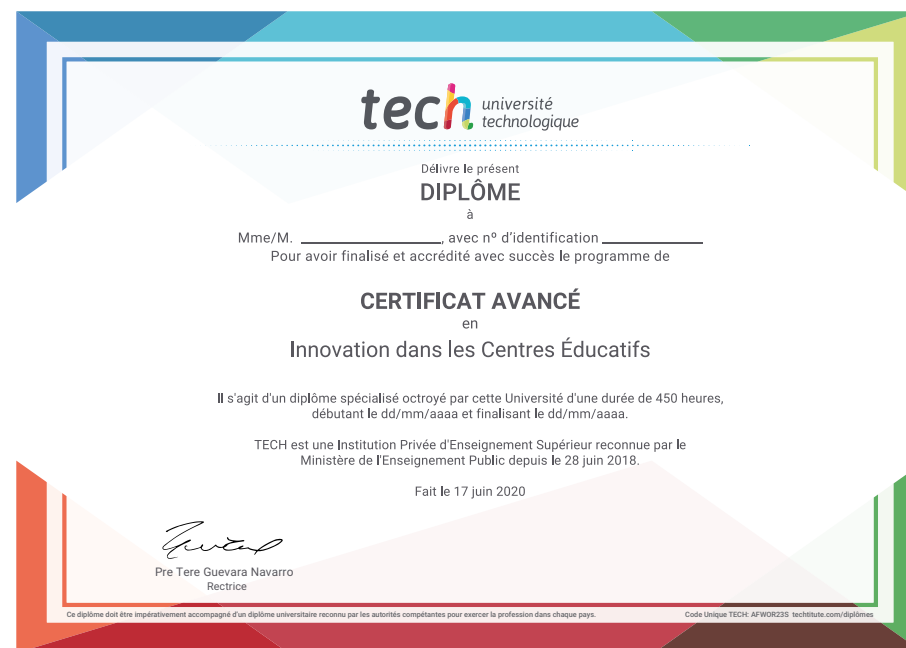 tech université
technologique
Délivre le présent
DIPLÔME
à
Mme/M. ____________________, avec nº d'identification ______________
Pour avoir finalisé et accrédité avec succès le programme de
CERTIFICAT AVANCÉ
en
Innovation dans les Centres Éducatifs
Il s'agit d'un diplôme spécialisé octroyé par cette Université d'une durée de 450 heures,
débutant le dd/mm/aaaa et finalisant le dd/mm/aaaa.
TECH est une Institution Privée d'Enseignement Supérieur reconnue par le
Ministère de l'Enseignement Public depuis le 28 juin 2018.
Fait le 17 juin 2020
Pre Tere Guevara Navarro
Rectrice
Ce diplôme doit être impérativement accompagné d'un diplôme universitaire reconnu par les autorités compétantes pour exercer la profession dans chaque pays.
Code Unique TECH: AFWOR23S techtitute.com/diplômes